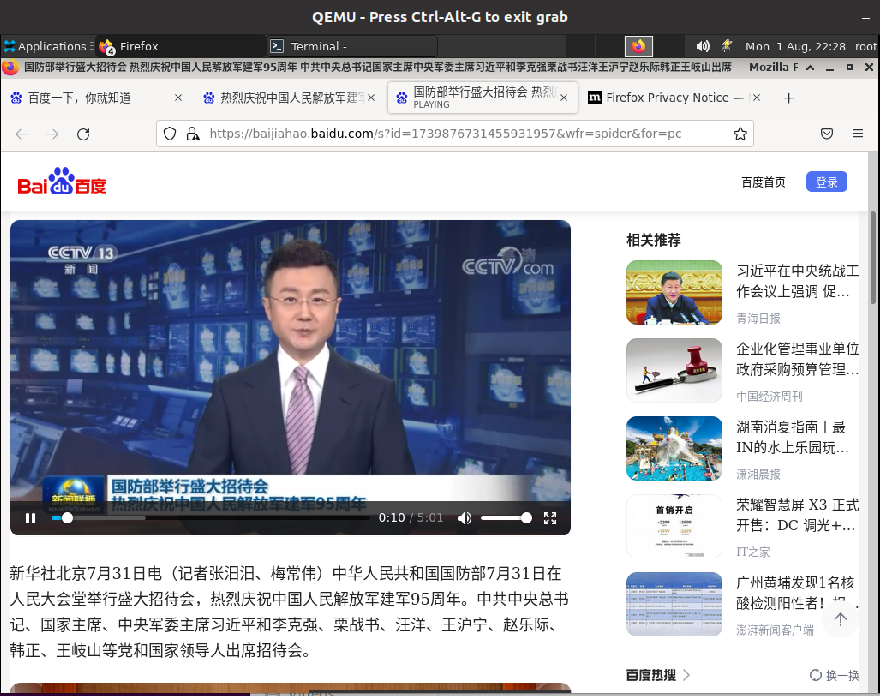 QEMU - Press Ctrl-Alt-G to exit grab
Applications
Firefox
Terminal -
Mon 1 Aug, 22:28
root
国防部举行盛大招待会 热烈庆祝中国人民解放军建军95周年 中共中央总书记国家主席中央军委主席习近平和李克强栗战书汪洋王沪宁赵乐际韩正王岐山出席
Mozilla F
百度一下，你就知道
热烈庆祝中国人民解放军建军
国防部举行盛大招待会 热烈
PLAYING
Firefox Privacy Notice —
https://baijiahao.baidu.com/s?id=1739876731455931957&wfr=spider&for=pc
Bai du 百度
百度首页
登录
CCTV 13
新闻
CCTV.com
新闻联播
国防部举行盛大招待会
热烈庆祝中国人民解放军建军95周年
0:10 / 5:01
新华社北京7月31日电（记者张汨汨、梅常伟）中华人民共和国国防部7月31日在
人民大会堂举行盛大招待会，热烈庆祝中国人民解放军建军95周年。中共中央总书
记、国家主席、中央军委主席习近平和李克强、栗战书、汪洋、王沪宁、赵乐际、
韩正、王岐山等党和国家领导人出席招待会。
相关推荐
习近平在中央统战工
作会议上强调 促...
青海日报
企业化管理事业单位
政府采购预算管理...
中国经济周刊
湖南消夏指南丨最
IN的水上乐园玩...
潇湘晨报
首销开启
荣耀智慧屏 X3 正式
开售：DC 调光+...
IT之家
广州黄埔发现1名核
酸检测阳性者！
澎湃新闻客户端
百度热搜
换一换